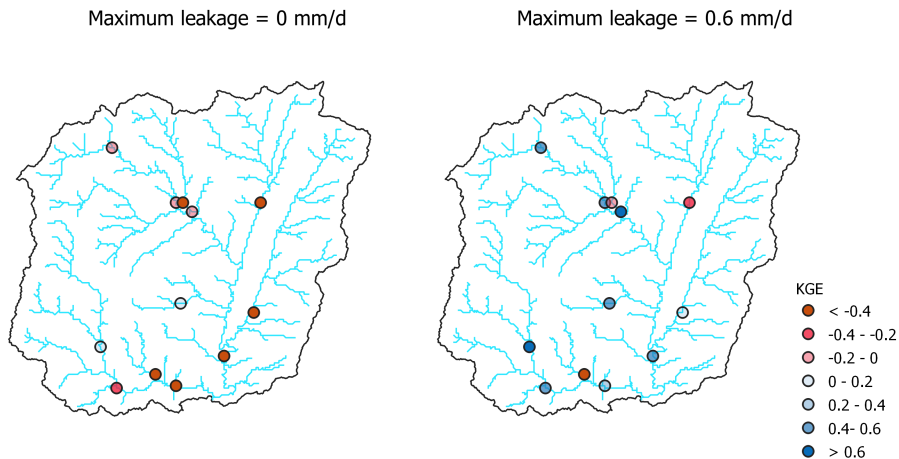 Maximum leakage = 0 mm/d
Maximum leakage = 0.6 mm/d
KGE
< -0.4
-0.4 - -0.2
-0.2 - 0
0 - 0.2
0.2 - 0.4
0.4- 0.6
> 0.6